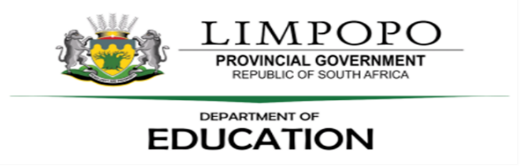 LIMPOPO
PROVINCIAL GOVERNMENT
REPUBLIC OF SOUTH AFRICA
DEPARTMENT OF
EDUCATION